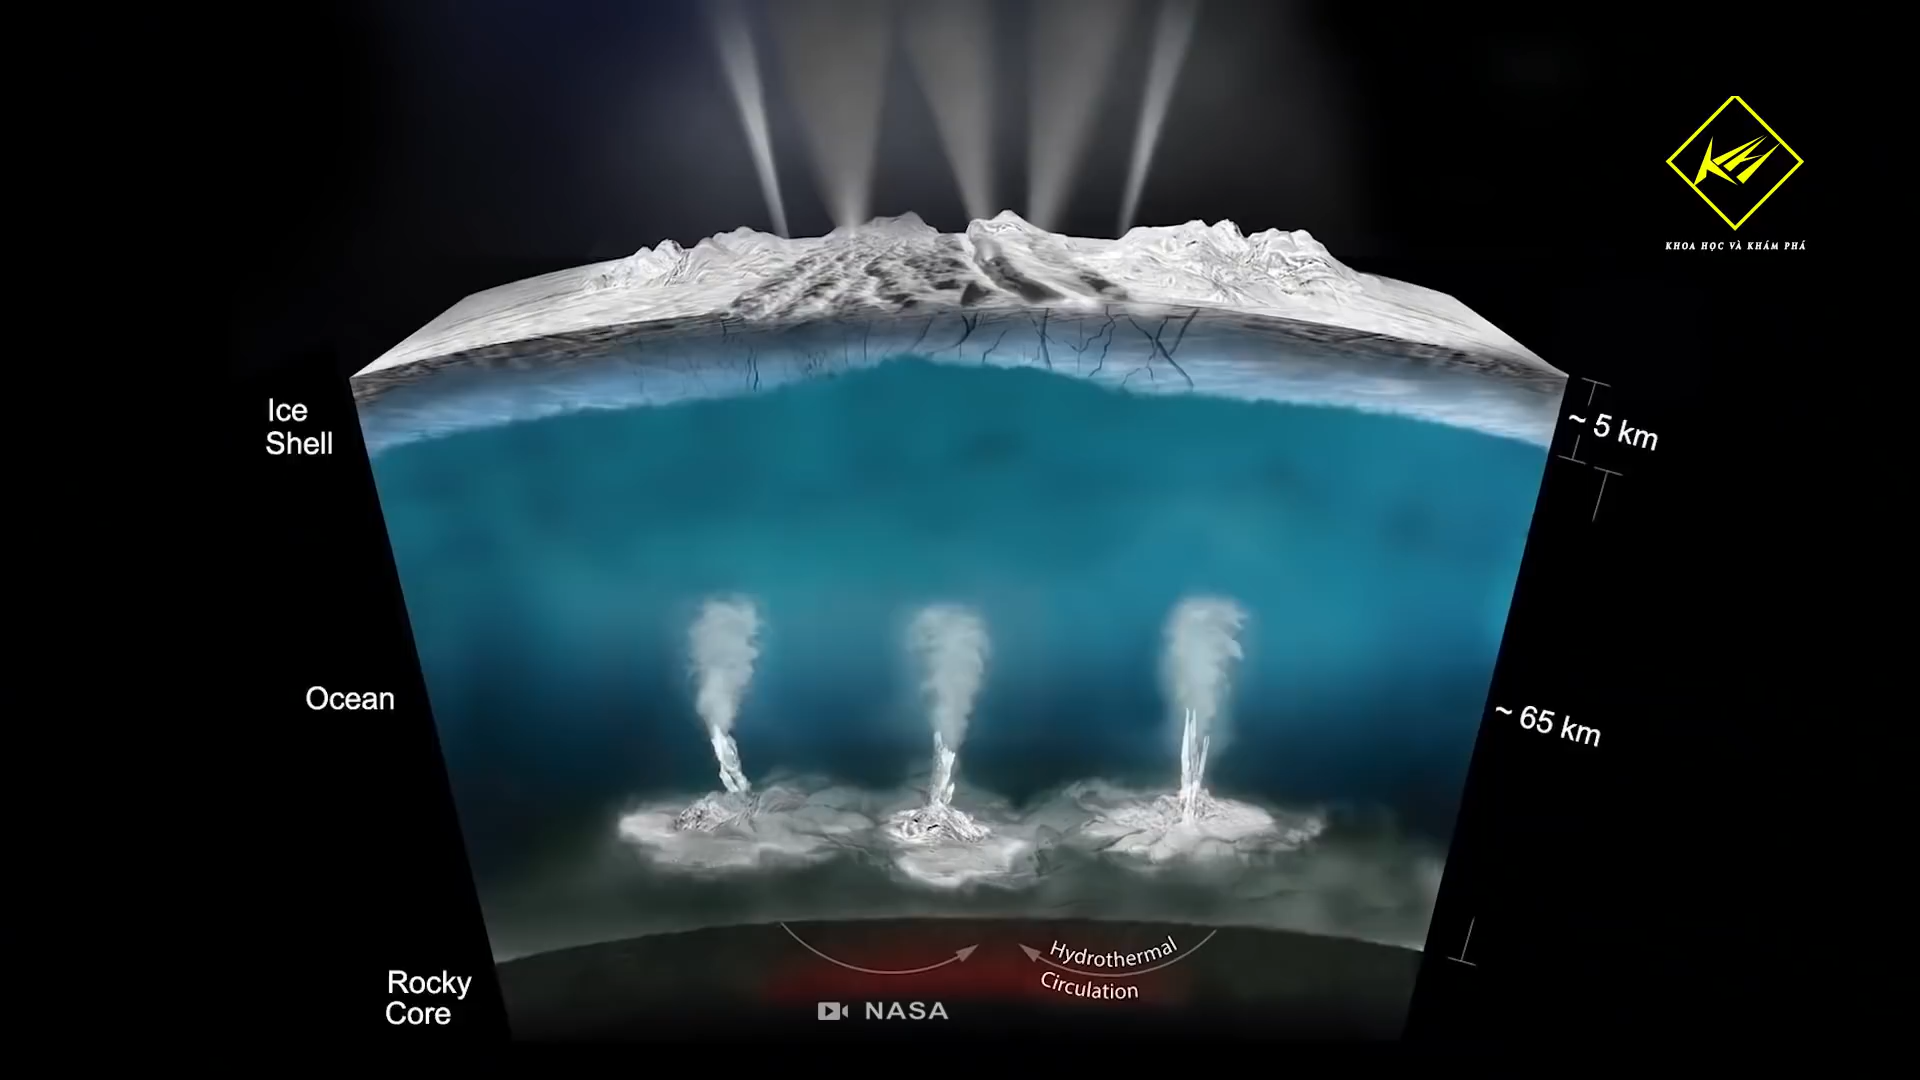 KHOA HỌC VÀ KHÁM PHÁ
Ice
Shell
~ 5 km
Ocean
~ 65 km
Hydrothermal
Circulation
Rocky
Core
NASA